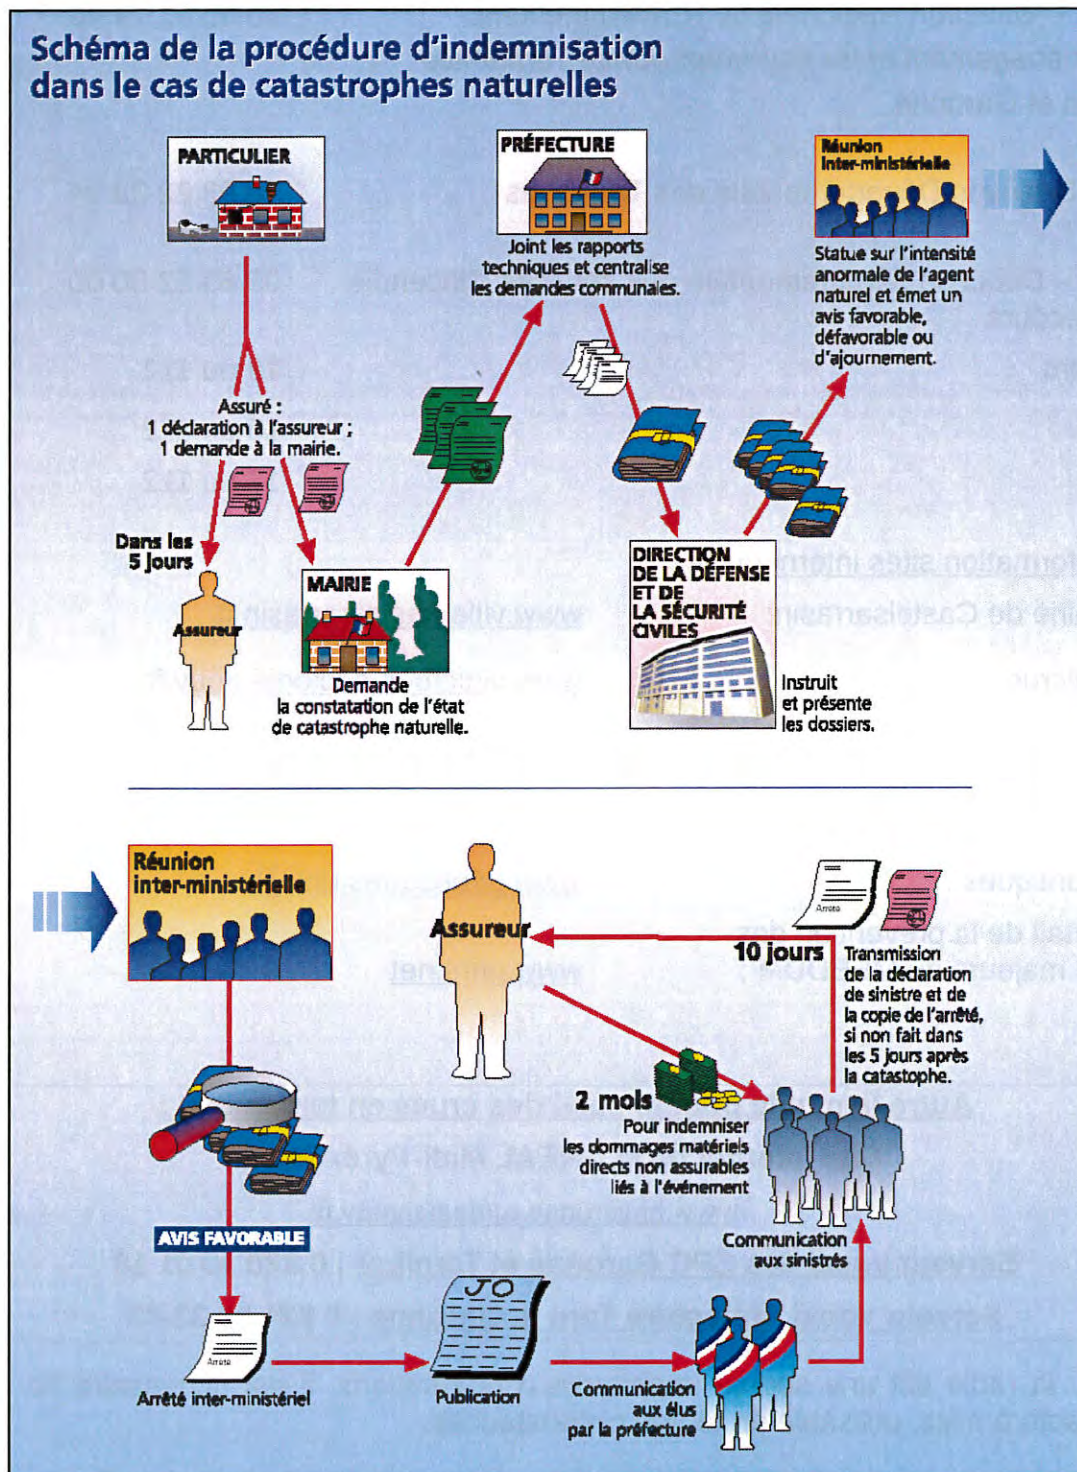 Schéma de la procédure d'indemnisation
dans le cas de catastrophes naturelles
PARTICULIER
PRÉFECTURE
Joint les rapports
techniques et centralise
les demandes communales.
Réunion
inter-ministérielle
Statue sur l'intensité
anormale de l'agent
naturel et émet un
avis favorable,
défavorable ou
d'ajournement.
Assuré :
1 déclaration à l'assureur ;
1 demande à la mairie.
Dans les
5 jours
Assureur
MAIRIE
Demande
la constatation de l'état
de catastrophe naturelle.
DIRECTION
DE LA DÉFENSE
ET DE
LA SÉCURITÉ
CIVILES
Instruit
et présente
les dossiers.
Réunion
inter-ministérielle
Assureur
Arrêté
10 jours
Transmission
de la déclaration
de sinistre et de
la copie de l'arrêté,
si non fait dans
les 5 jours après
la catastophe.
2 mois
Pour indemniser
les dommages matériels
directs non assurables
liés à l'événement
Communication
aux sinistrés
AVIS FAVORABLE
Arrêté
Arrêté inter-ministériel
JO
Publication
Communication
aux élus
par la préfecture